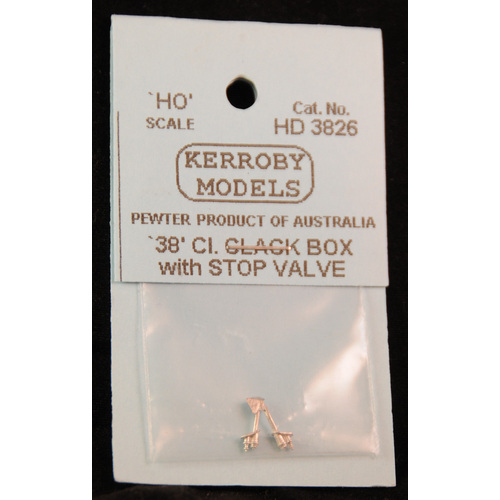 `HO'
SCALE
Cat. No.
HD 3826
KERROBY
MODELS
PEWTER PRODUCT OF AUSTRALIA
`38' Cl. CLACK BOX
with STOP VALVE